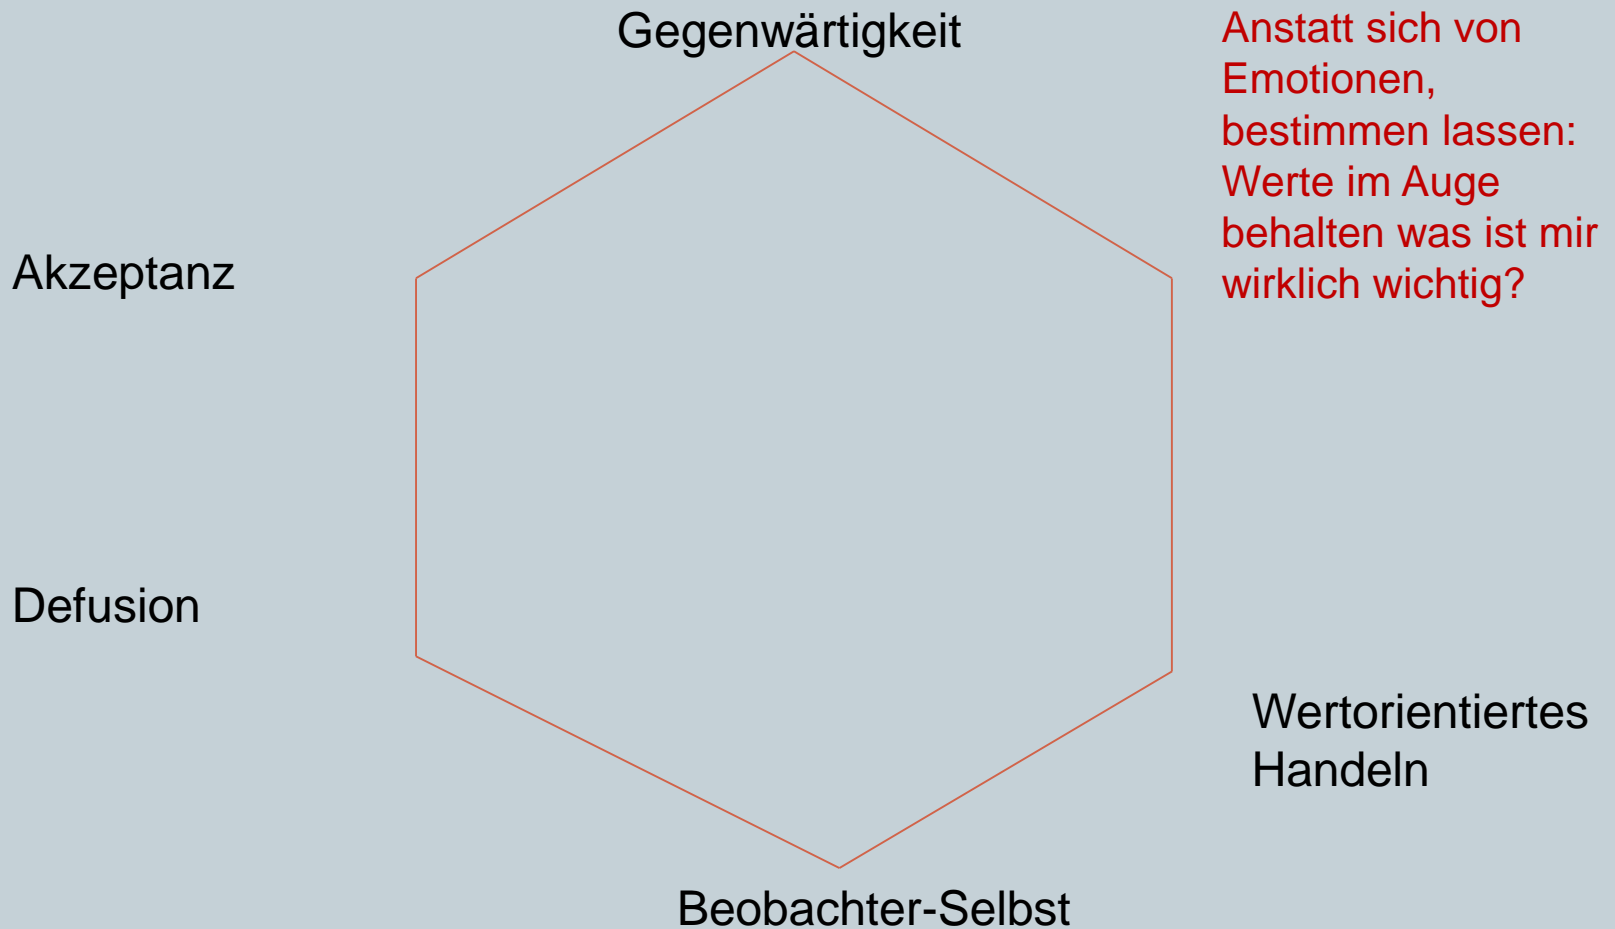 Gegenwärtigkeit
Anstatt sich von
Emotionen,
bestimmen lassen:
Werte im Auge
behalten was ist mir
wirklich wichtig?
Akzeptanz
Defusion
Wertorientiertes
Handeln
Beobachter-Selbst